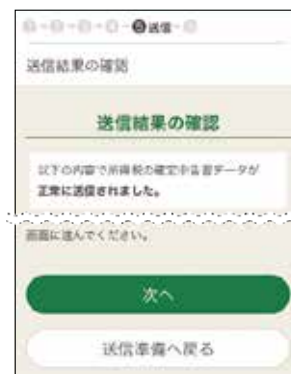 ⑤送信
送信結果の確認
送信結果の確認
以下の内容で所得税の確定申告書データが
正常に送信されました。
画面に進んでください。
次へ
送信準備へ戻る